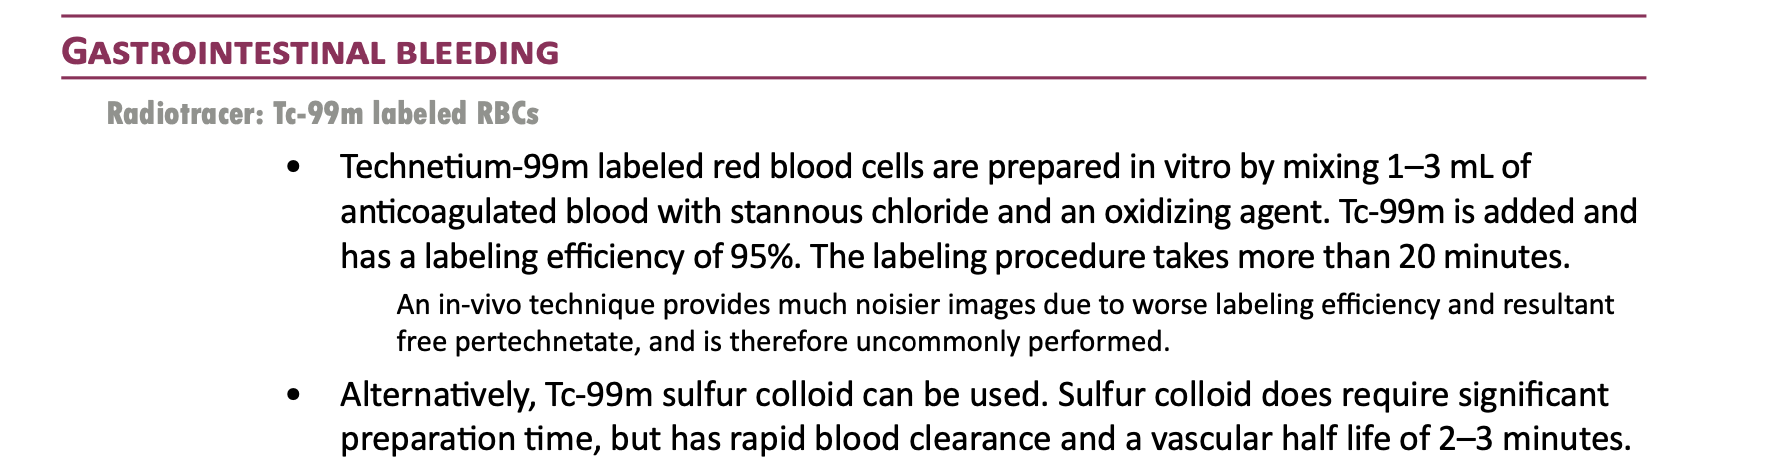 GASTROINTESTINAL BLEEDING
Radiotracer: Tc-99m labeled RBCs
• Technetium-99m labeled red blood cells are prepared in vitro by mixing 1–3 mL of
anticoagulated blood with stannous chloride and an oxidizing agent. Tc-99m is added and
has a labeling efficiency of 95%. The labeling procedure takes more than 20 minutes.
An in-vivo technique provides much noisier images due to worse labeling efficiency and resultant
free pertechnetate, and is therefore uncommonly performed.
• Alternatively, Tc-99m sulfur colloid can be used. Sulfur colloid does require significant
preparation time, but has rapid blood clearance and a vascular half life of 2–3 minutes.